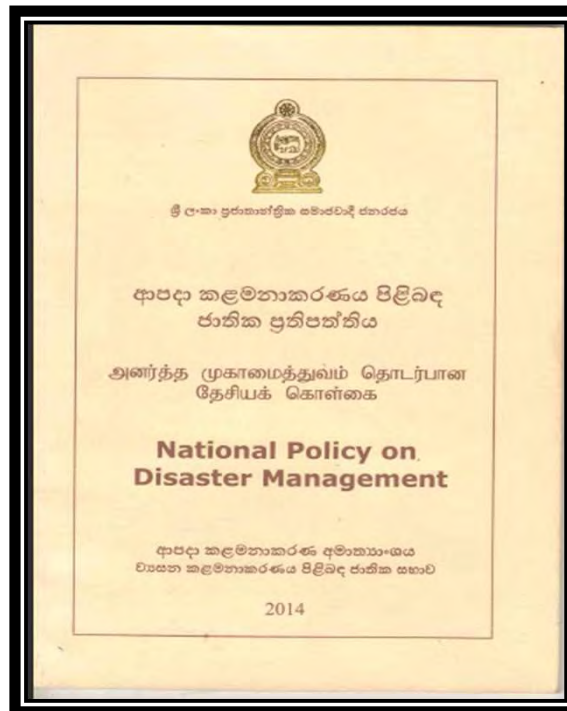 ශ්‍රී ලංකා ප්‍රජාතාන්ත්‍රික සමාජවාදී ජනරජය
ආපදා කළමනාකරණය පිළිබඳ
ජාතික ප්‍රතිපත්තිය
அனர்த்த முகாமைத்துவம் தொடர்பான
தேசியக் கொள்கை
National Policy on
Disaster Management
ආපදා කළමනාකරණ අමාත්‍යාංශය
ව්‍යසන කළමනාකරණය පිළිබඳ ජාතික සභාව
2014